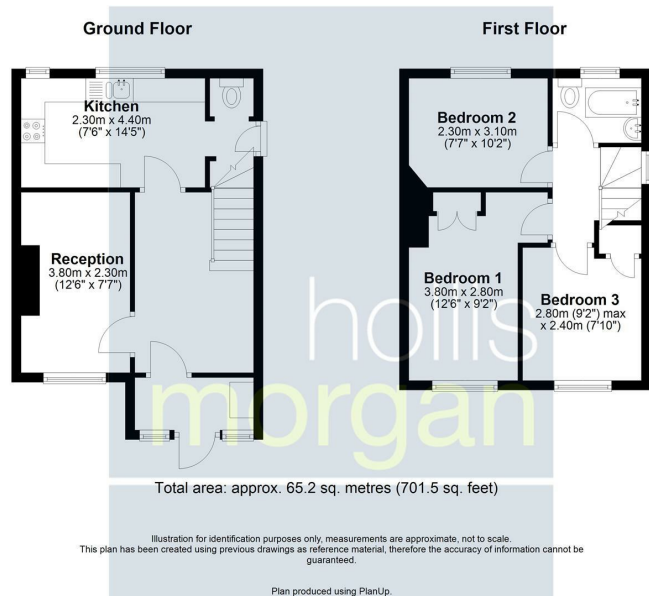 Ground Floor
First Floor
Kitchen
2.30m x 4.40m
(7'6" x 14'5")
Bedroom 2
2.30m x 3.10m
(7'7" x 10'2")
Reception
3.80m x 2.30m
(12'6" x 7'7")
Bedroom 1
3.80m x 2.80m
(12'6" x 9'2")
Bedroom 3
2.80m (9'2") max
x 2.40m (7'10")
hollis
morgan
Total area: approx. 65.2 sq. metres (701.5 sq. feet)
Illustration for identification purposes only, measurements are approximate, not to scale.
This plan has been created using previous drawings as reference material, therefore the accuracy of information cannot be
guaranteed.
Plan produced using PlanUp.